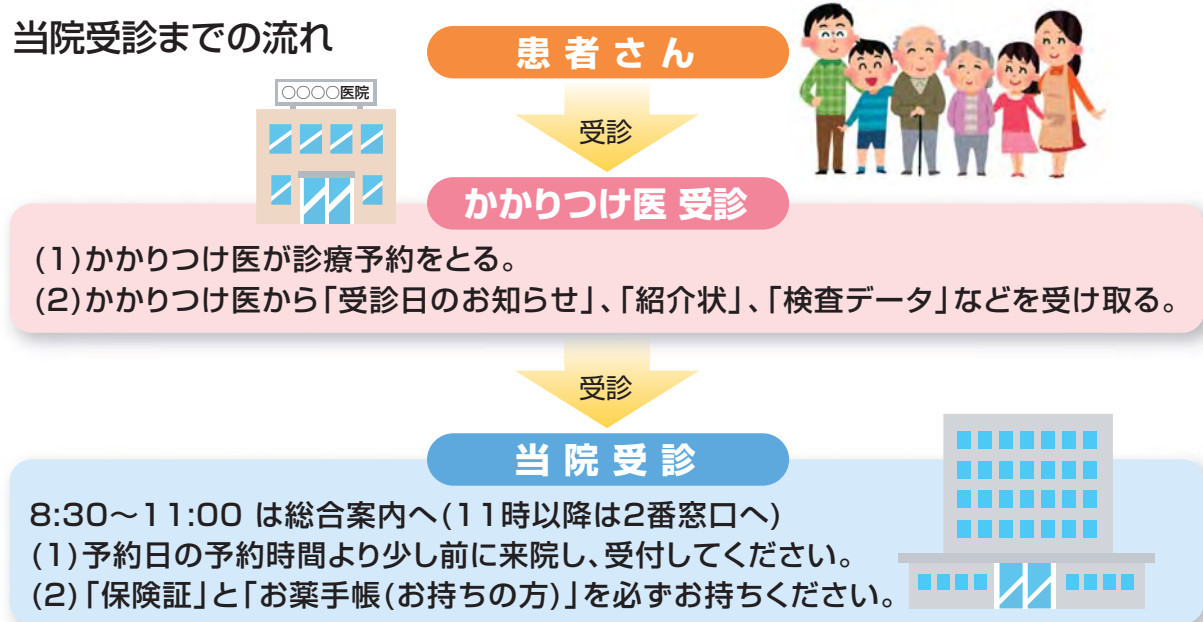 当院受診までの流れ
患者さん
○○○○医院
受診
かかりつけ医 受診
(1)かかりつけ医が診療予約をとる。
(2)かかりつけ医から「受診日のお知らせ」、「紹介状」、「検査データ」などを受け取る。
受診
当院受診
8:30〜11:00 は総合案内へ(11時以降は2番窓口へ)
(1)予約日の予約時間より少し前に来院し、受付してください。
(2)「保険証」と「お薬手帳(お持ちの方)」を必ずお持ちください。